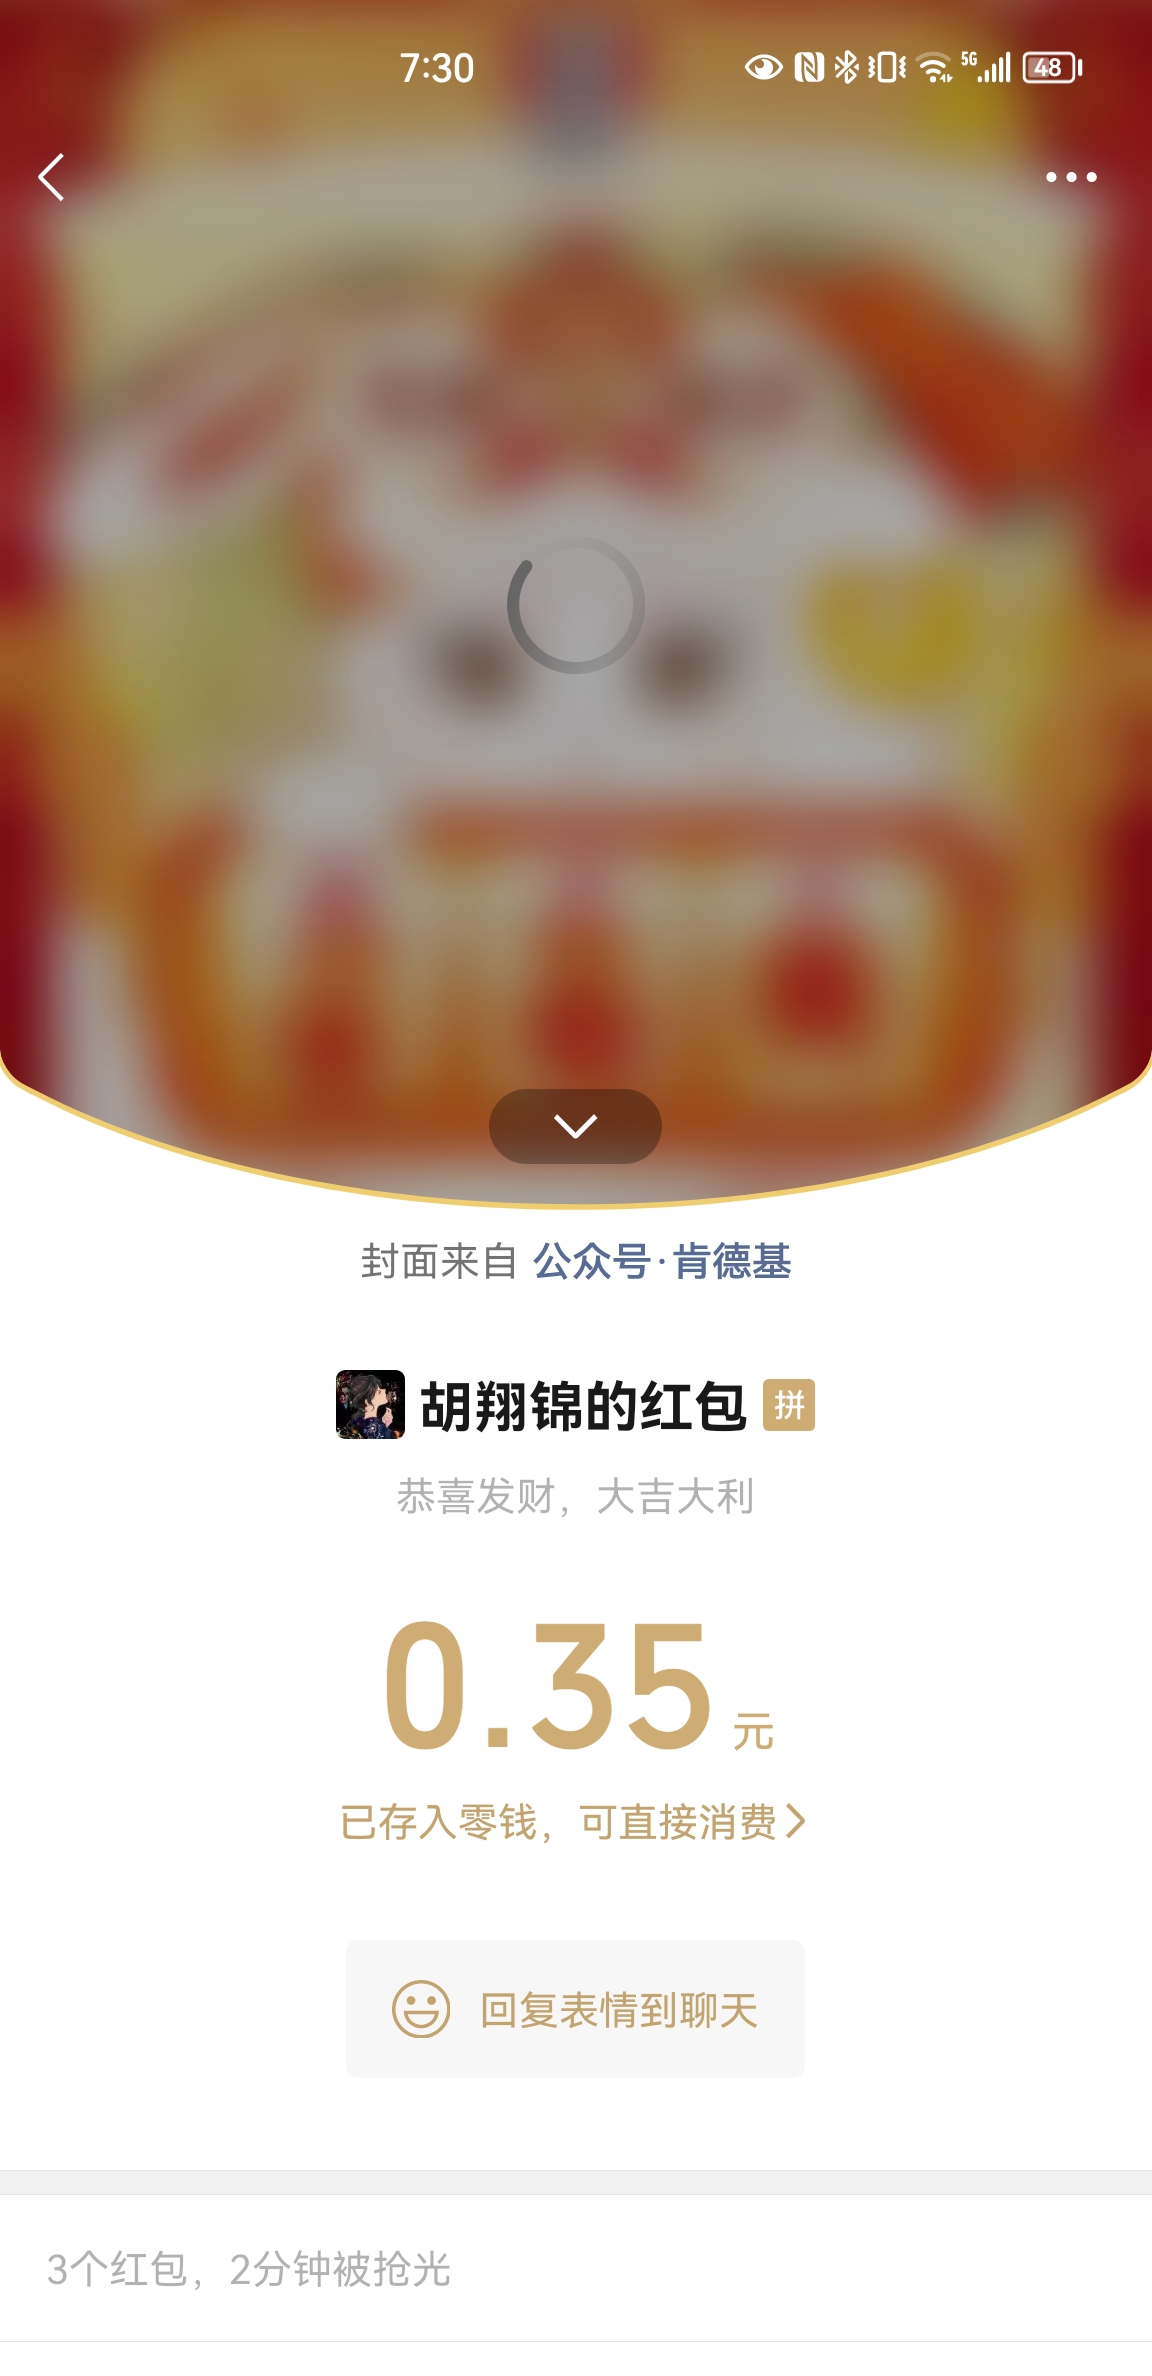 7:30
5G
48
封面来自 公众号·肯德基
胡翔锦的红包 拼
恭喜发财，大吉大利
0.35 元
已存入零钱，可直接消费
回复表情到聊天
3个红包，2分钟被抢光